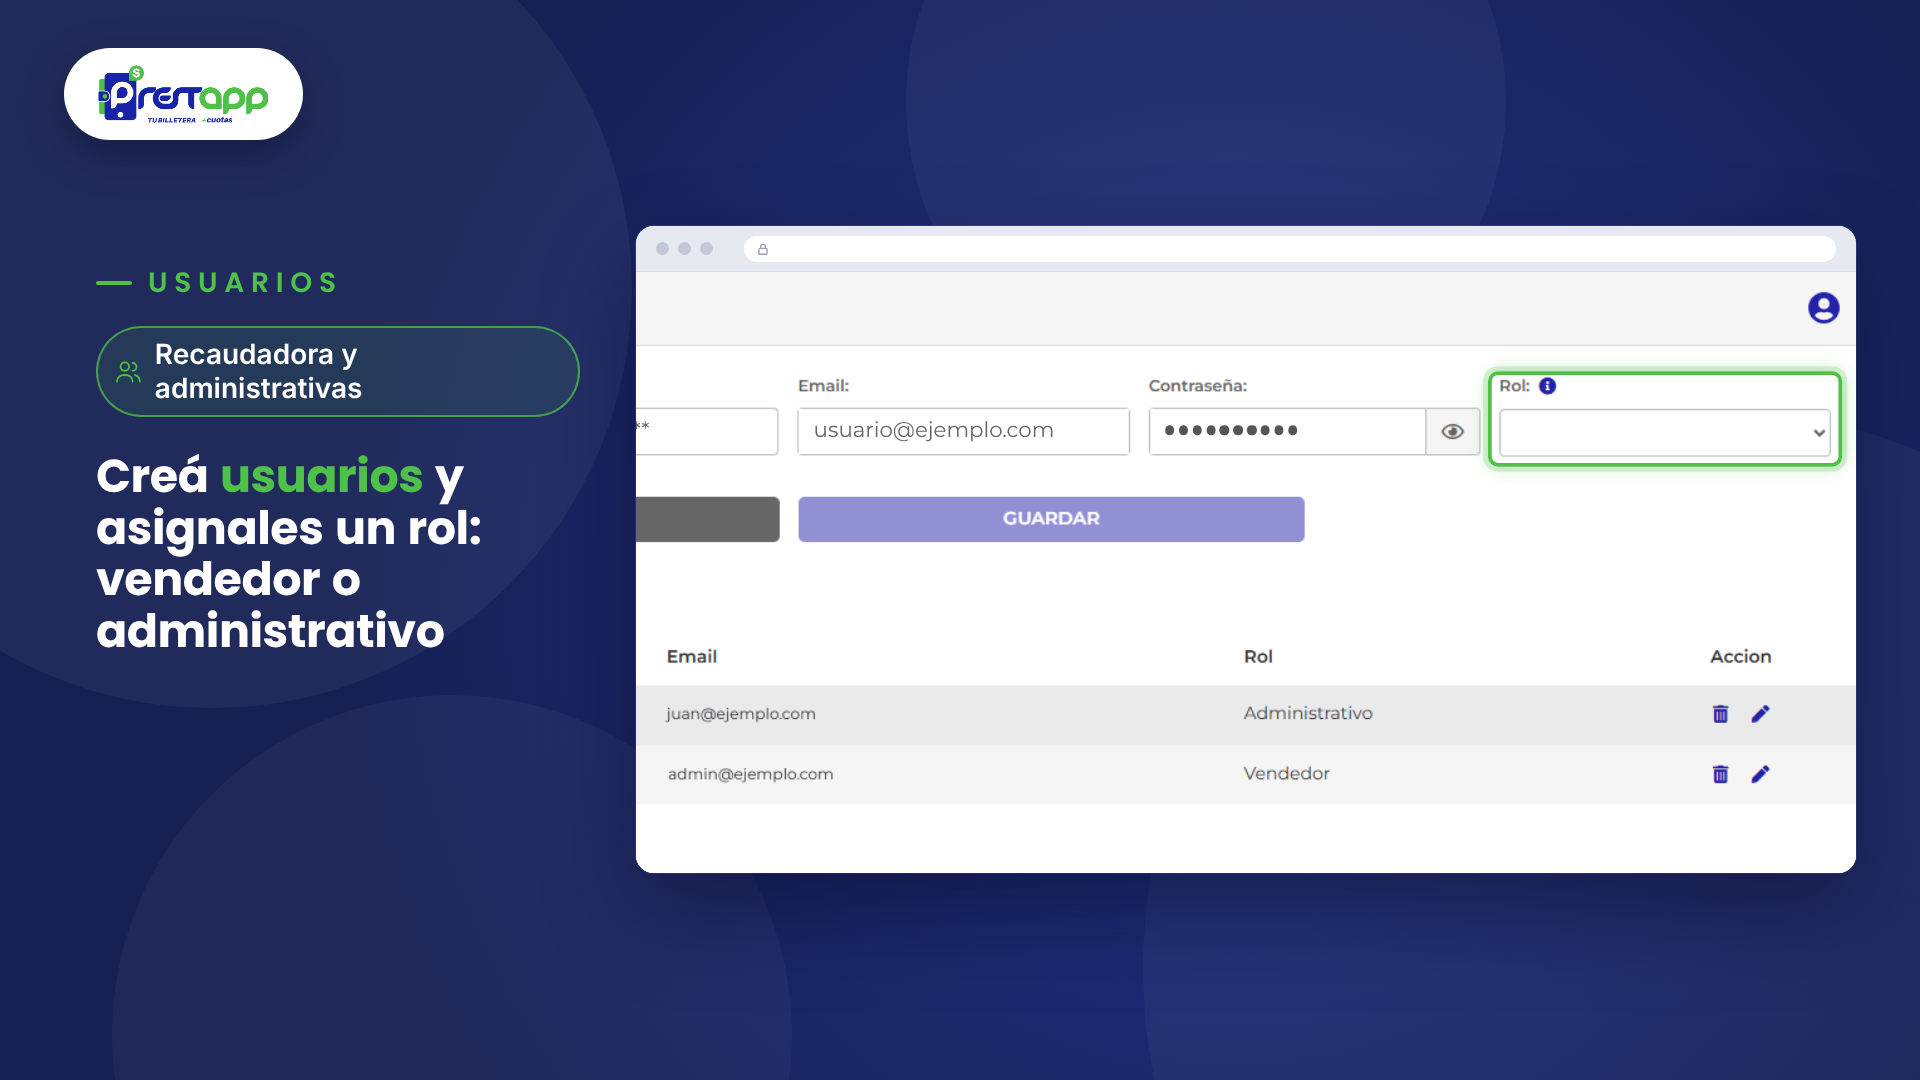 Prestapp
TU BILLETERA +cuotas
USUARIOS
Recaudadora y
administrativas
Creá usuarios y
asignales un rol:
vendedor o
administrativo
Email:
Contraseña:
Rol:
**
usuario@ejemplo.com
••••••••••
GUARDAR
Email
Rol
Accion
juan@ejemplo.com
Administrativo
admin@ejemplo.com
Vendedor